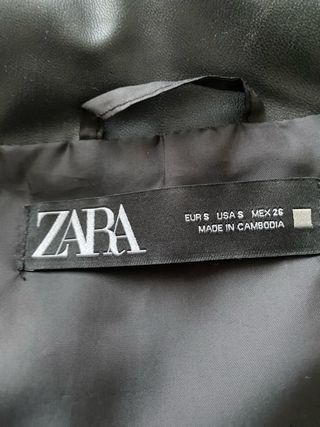 ZARA
EUR S USA S MEX 26
MADE IN CAMBODIA